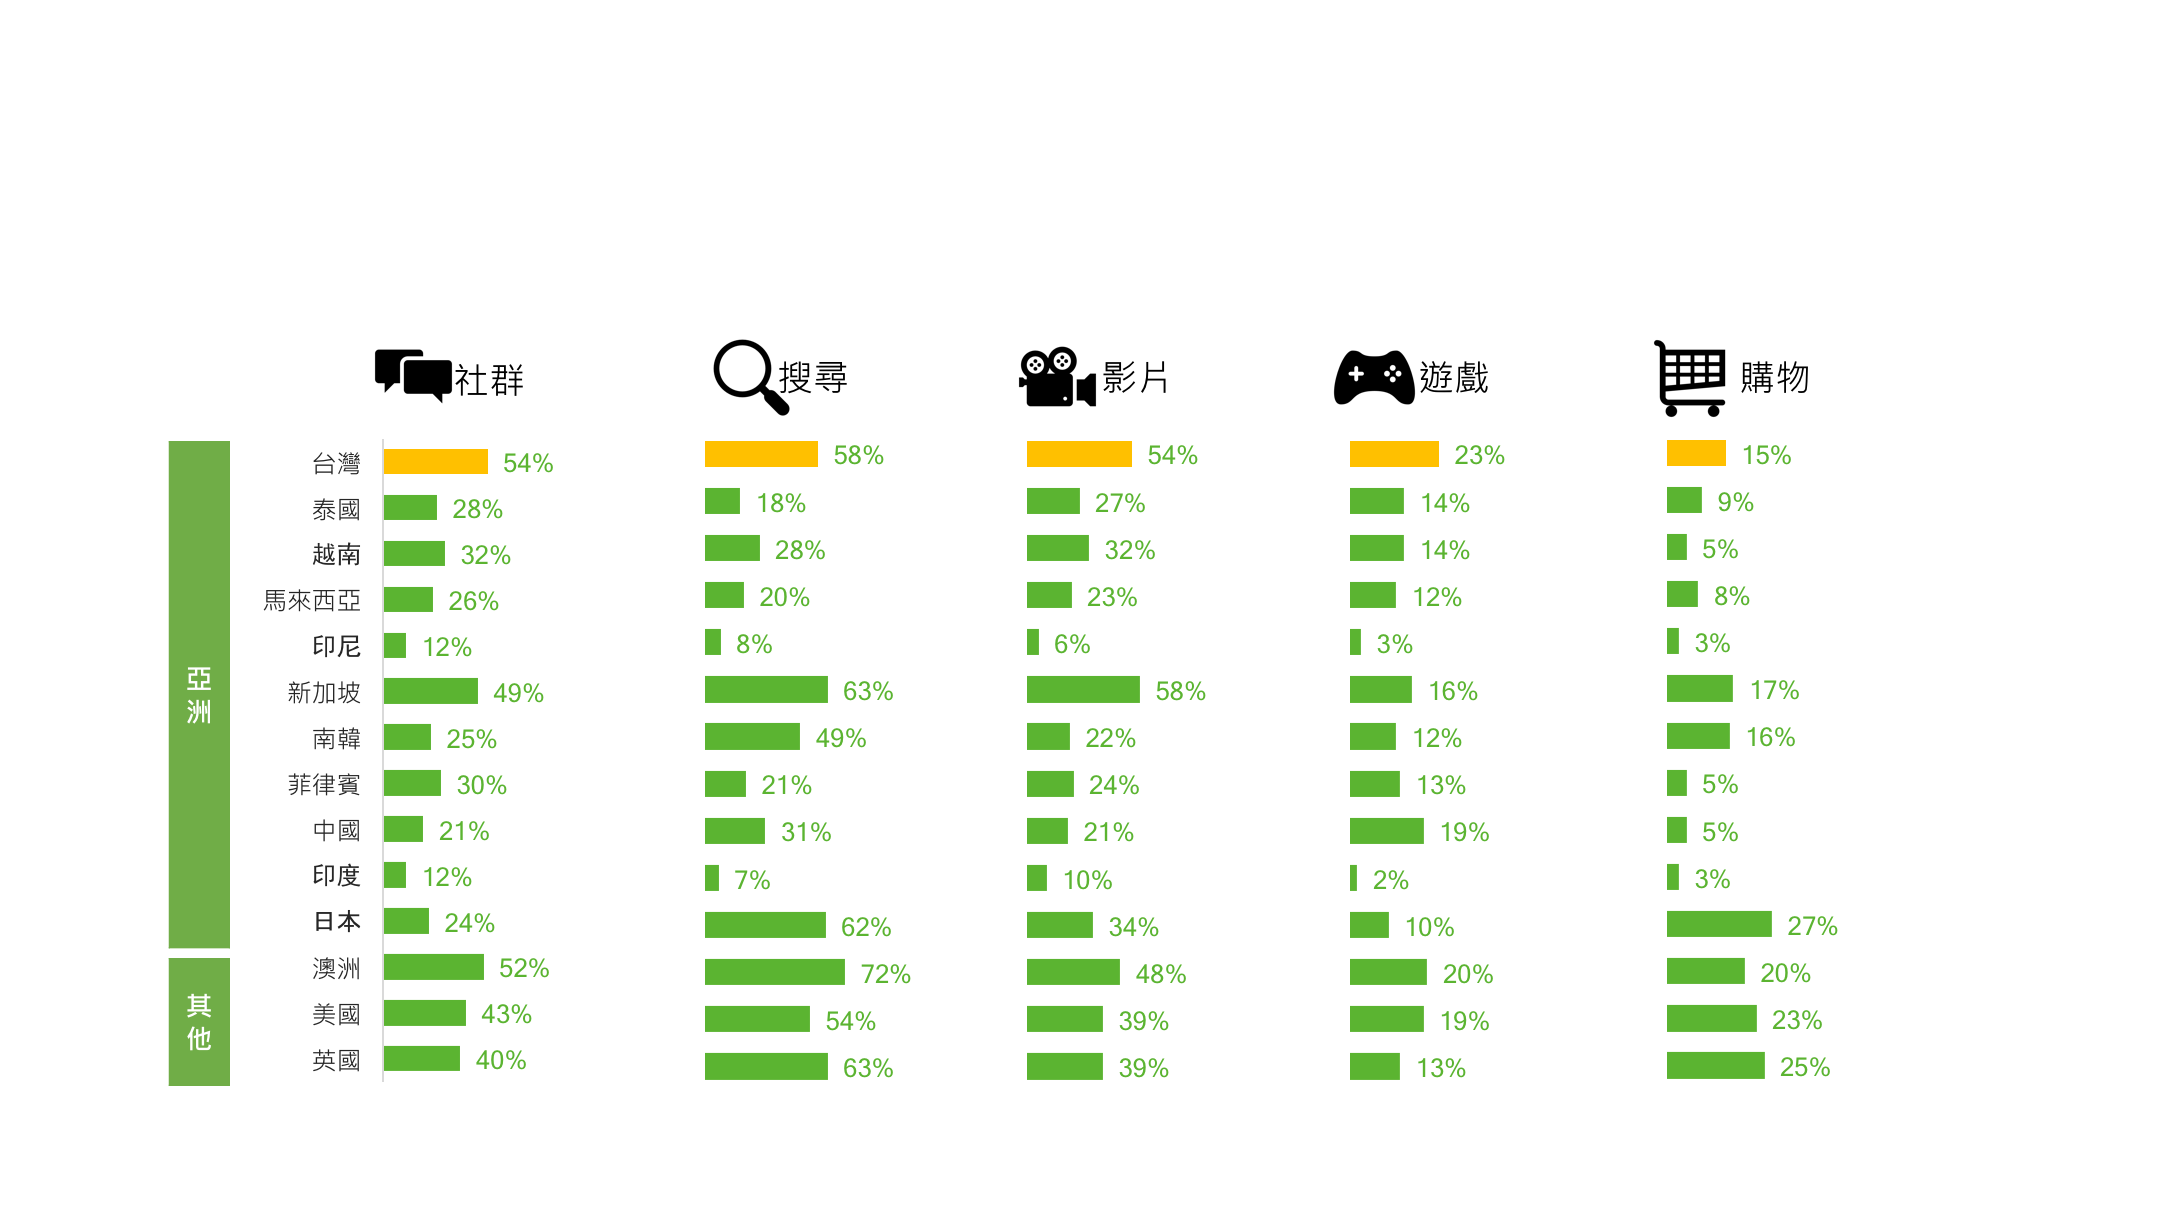 社群 搜尋 影片 遊戲 購物
亞洲
台灣 54% 58% 54% 23% 15%
泰國 28% 18% 27% 14% 9%
越南 32% 28% 32% 14% 5%
馬來西亞 26% 20% 23% 12% 8%
印尼 12% 8% 6% 3% 3%
新加坡 49% 63% 58% 16% 17%
南韓 25% 49% 22% 12% 16%
菲律賓 30% 21% 24% 13% 5%
中國 21% 31% 21% 19% 5%
印度 12% 7% 10% 2% 3%
日本 24% 62% 34% 10% 27%
其他
澳洲 52% 72% 48% 20% 20%
美國 43% 54% 39% 19% 23%
英國 40% 63% 39% 13% 25%